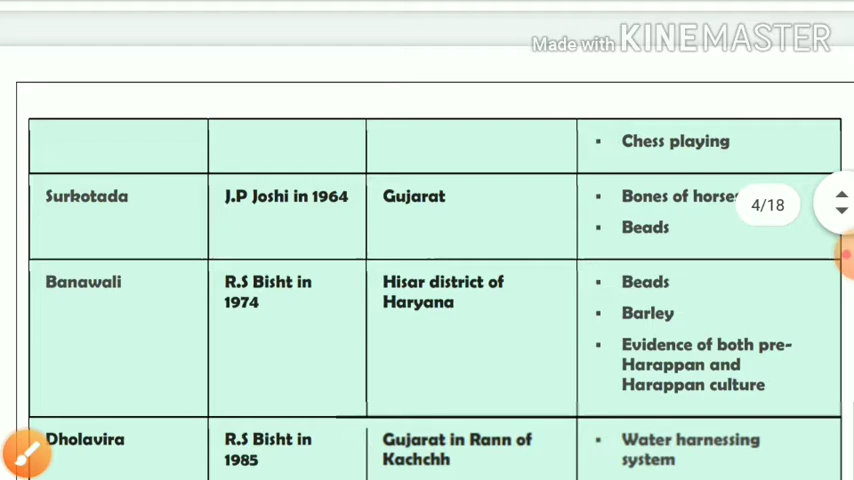 Made with KINEMASTER
Chess playing
Surkotada
J.P Joshi in 1964
Gujarat
Bones of horses
Beads
4/18
Banawali
R.S Bisht in
1974
Hisar district of
Haryana
Beads
Barley
Evidence of both pre-
Harappan and
Harappan culture
Dholavira
R.S Bisht in
1985
Gujarat in Rann of
Kachchh
Water harnessing
system